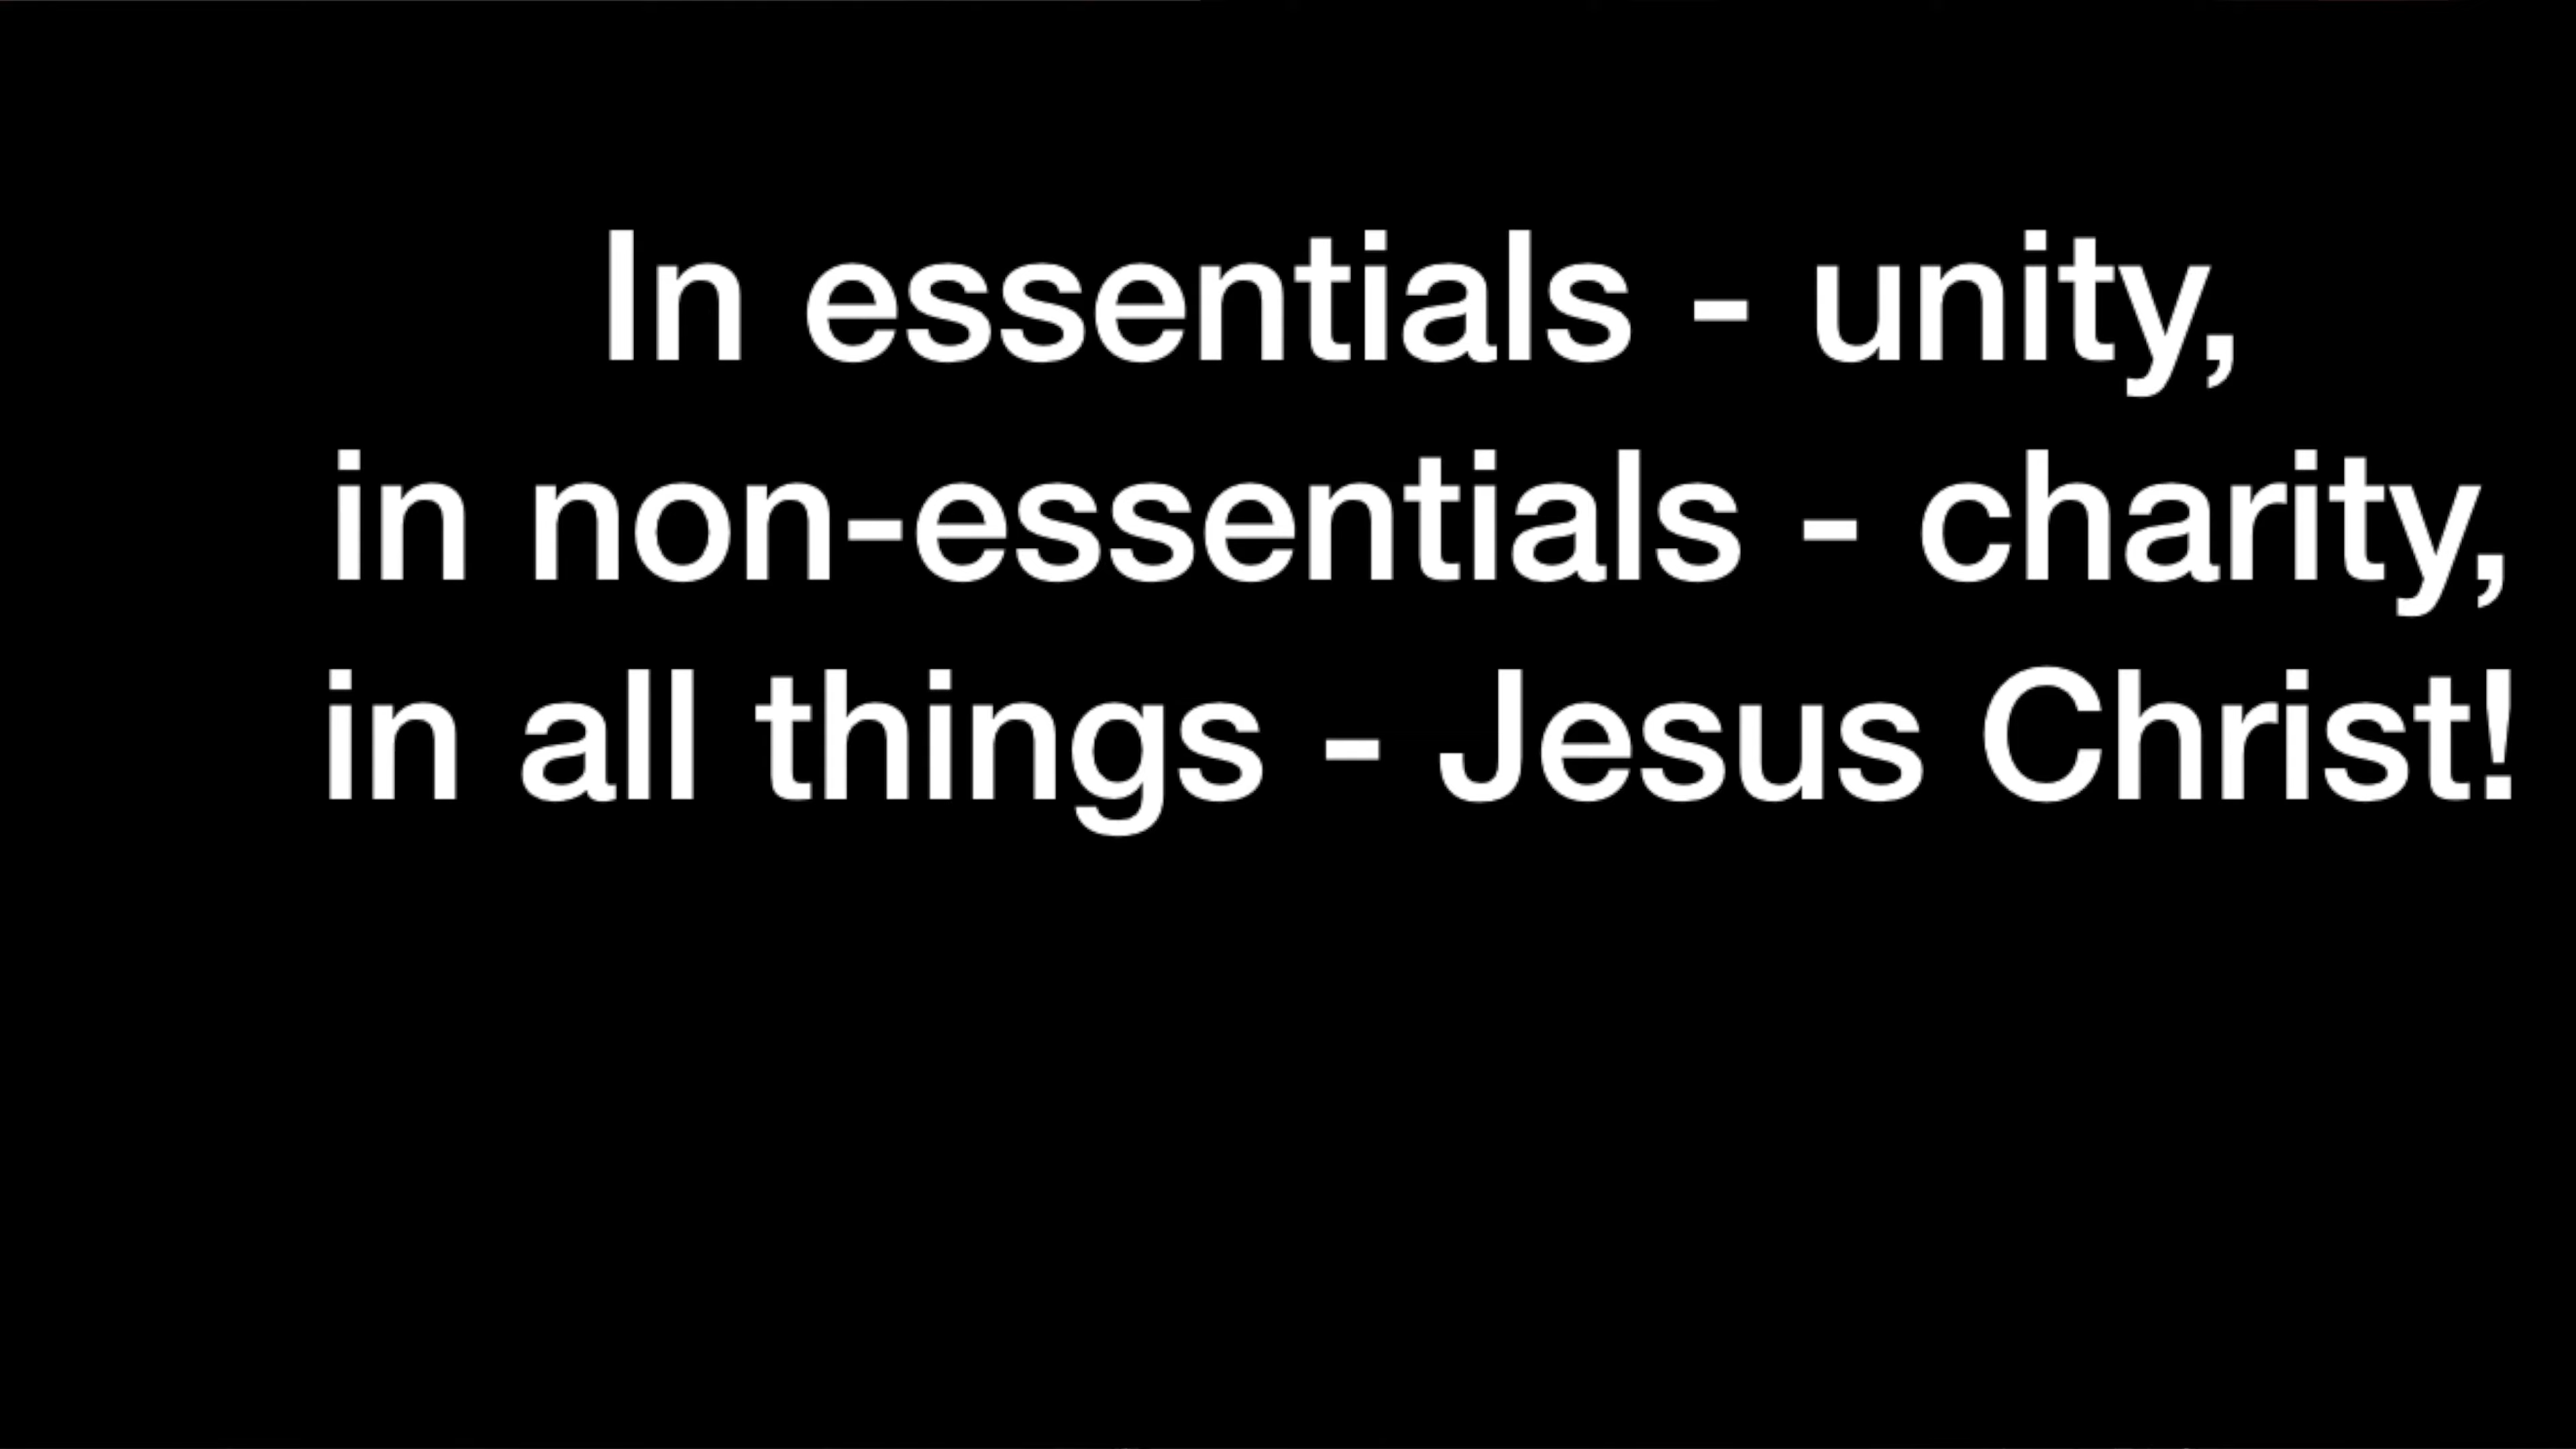 In essentials - unity,
in non-essentials - charity,
in all things - Jesus Christ!